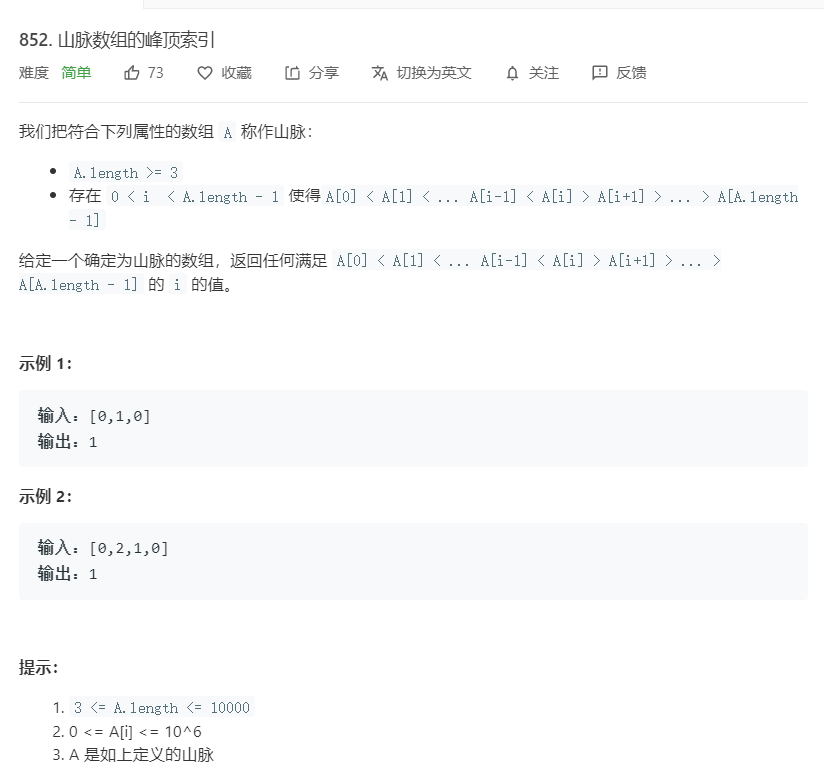 852. 山脉数组的峰顶索引
难度 简单 73 收藏 分享 切换为英文 关注 反馈
我们把符合下列属性的数组 A 称作山脉：
A.length >= 3
存在 0 < i < A.length - 1 使得 A[0] < A[1] < ... A[i-1] < A[i] > A[i+1] > ... > A[A.length
- 1]
给定一个确定为山脉的数组，返回任何满足 A[0] < A[1] < ... A[i-1] < A[i] > A[i+1] > ... >
A[A.length - 1] 的 i 的值。
示例 1：
输入：[0,1,0]
输出：1
示例 2：
输入：[0,2,1,0]
输出：1
提示：
1. 3 <= A.length <= 10000
2. 0 <= A[i] <= 10^6
3. A 是如上定义的山脉